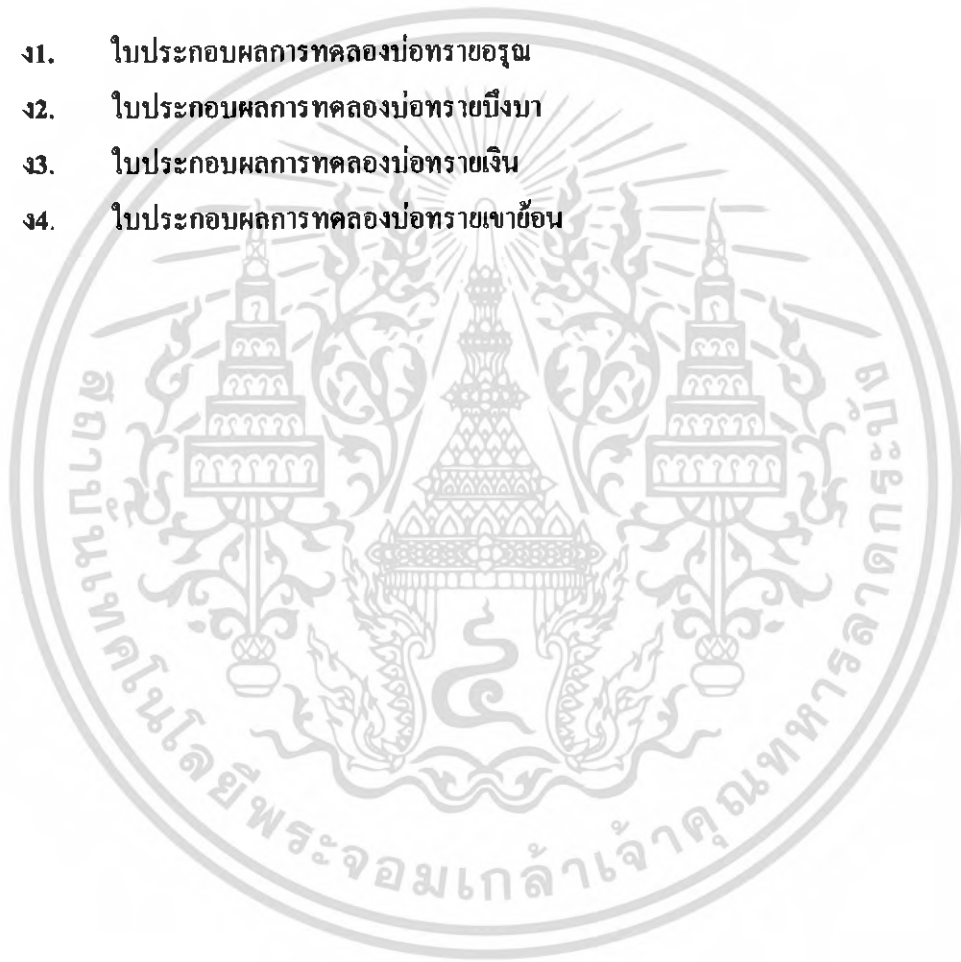 ง1. ใบประกอบผลการทดลองบ่อทรายอรุณ
ง2. ใบประกอบผลการทดลองบ่อทรายบึงบา
ง3. ใบประกอบผลการทดลองบ่อทรายเงิน
ง4. ใบประกอบผลการทดลองบ่อทรายเขาย้อน
สถาบันเทคโนโลยีพระจอมเกล้าเจ้าคุณทหารลาดกระบัง